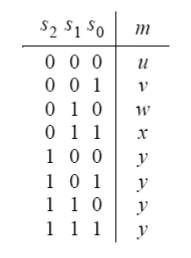 s₂ s₁ s₀ m
0 0 0 u
0 0 1 v
0 1 0 w
0 1 1 x
1 0 0 y
1 0 1 y
1 1 0 y
1 1 1 y